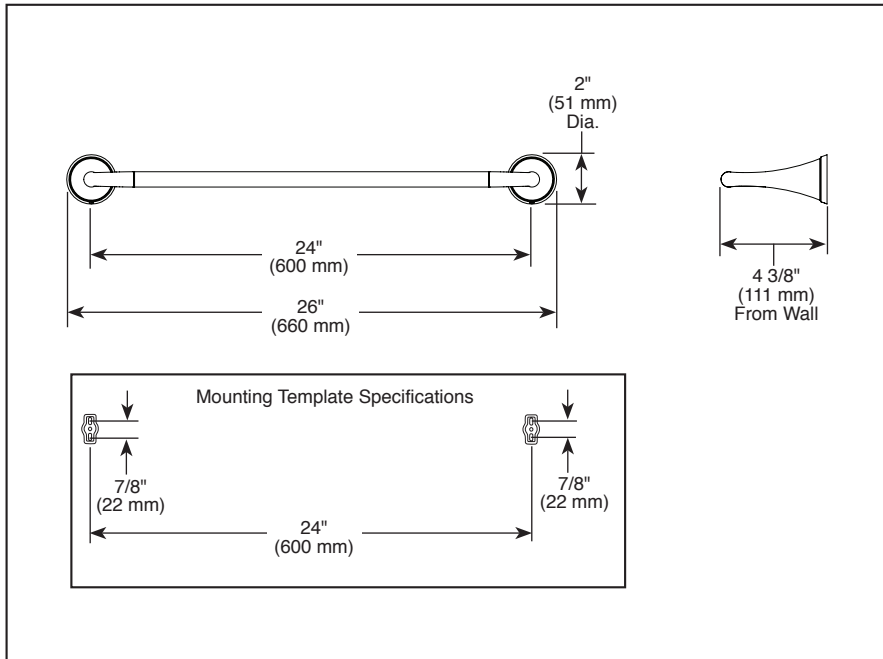 2"
(51 mm)
Dia.
24"
(600 mm)
26"
(660 mm)
4 3/8"
(111 mm)
From Wall
Mounting Template Specifications
7/8"
(22 mm)
7/8"
(22 mm)
24"
(600 mm)